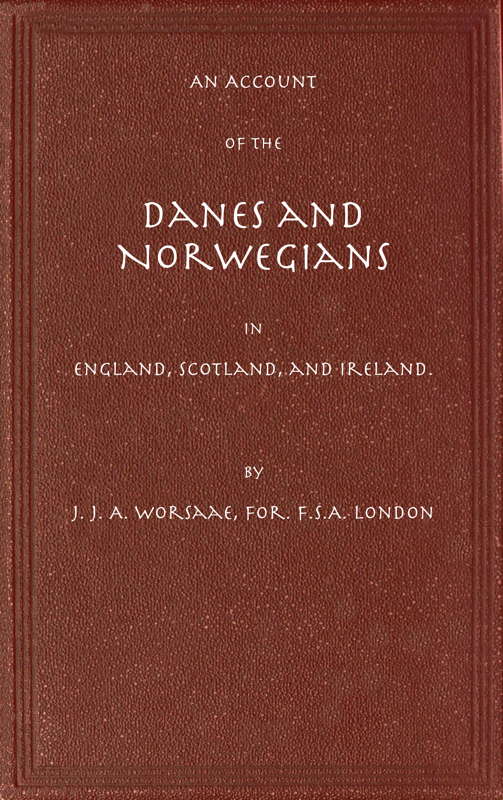 An Account
of the
Danes and
Norwegians
in
England, Scotland, and Ireland.
by
J. J. A. Worsaae, For. F.S.A. London